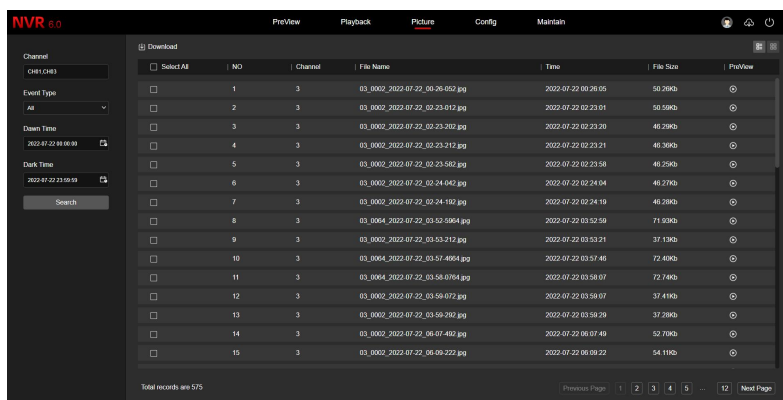 NVR 6.0 PreView Playback Picture Config Maintain
Channel
CH01,CH03
Event Type
All
Dawn Time
2022-07-22 00:00:00
Dark Time
2022-07-22 23:59:59
Search
Download
Select All NO Channel File Name Time File Size PreView
1 3 03_0002_2022-07-22_00-26-052.jpg 2022-07-22 00:26:05 50.26Kb
2 3 03_0002_2022-07-22_02-23-012.jpg 2022-07-22 02:23:01 50.59Kb
3 3 03_0002_2022-07-22_02-23-202.jpg 2022-07-22 02:23:20 46.29Kb
4 3 03_0002_2022-07-22_02-23-212.jpg 2022-07-22 02:23:21 46.36Kb
5 3 03_0002_2022-07-22_02-23-582.jpg 2022-07-22 02:23:58 46.25Kb
6 3 03_0002_2022-07-22_02-24-042.jpg 2022-07-22 02:24:04 46.27Kb
7 3 03_0002_2022-07-22_02-24-192.jpg 2022-07-22 02:24:19 46.28Kb
8 3 03_0064_2022-07-22_03-52-5964.jpg 2022-07-22 03:52:59 71.93Kb
9 3 03_0002_2022-07-22_03-53-212.jpg 2022-07-22 03:53:21 37.13Kb
10 3 03_0064_2022-07-22_03-57-4664.jpg 2022-07-22 03:57:46 72.40Kb
11 3 03_0064_2022-07-22_03-58-0764.jpg 2022-07-22 03:58:07 72.74Kb
12 3 03_0002_2022-07-22_03-59-072.jpg 2022-07-22 03:59:07 37.41Kb
13 3 03_0002_2022-07-22_03-59-292.jpg 2022-07-22 03:59:29 37.28Kb
14 3 03_0002_2022-07-22_06-07-492.jpg 2022-07-22 06:07:49 52.70Kb
15 3 03_0002_2022-07-22_06-09-222.jpg 2022-07-22 06:09:22 54.11Kb
Total records are 575 Previous Page 1 2 3 4 5 ... 12 Next Page